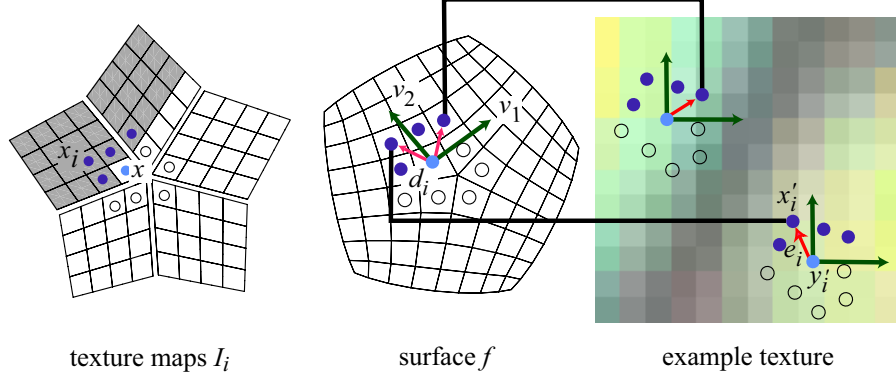 x_i
x
v_2
v_1
d_i
x'_i
e_i
y'_i
texture maps I_i
surface f
example texture